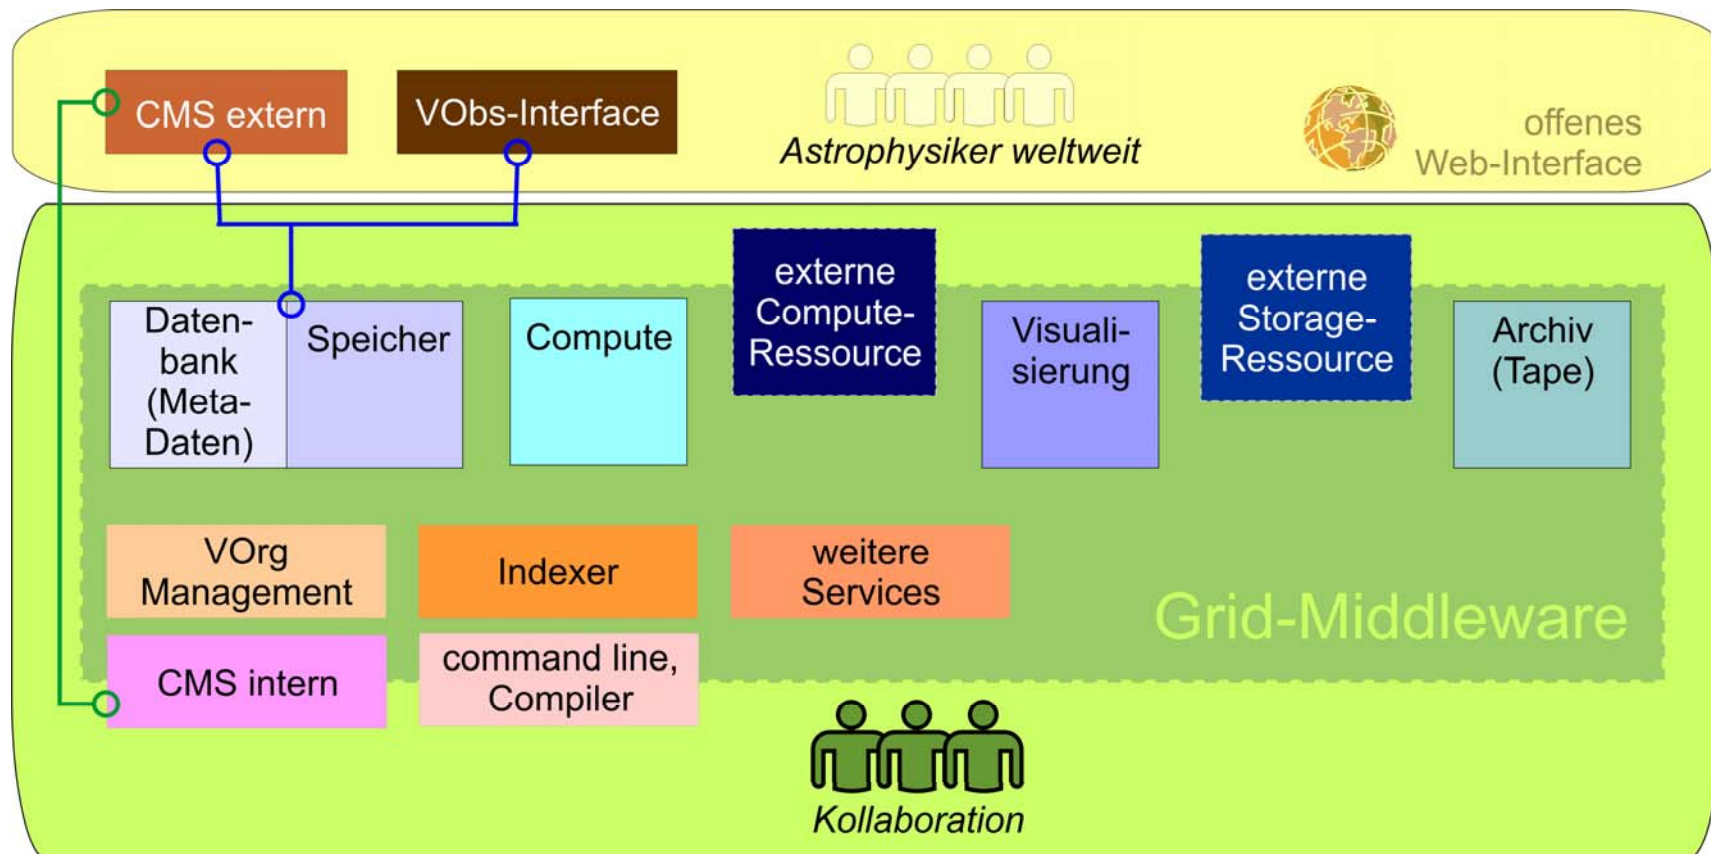 CMS extern
VObs-Interface
Astrophysiker weltweit
offenes
Web-Interface
Daten-
bank
(Meta-
Daten)
Speicher
Compute
externe
Compute-
Ressource
Visuali-
sierung
externe
Storage-
Ressource
Archiv
(Tape)
VOrg
Management
Indexer
weitere
Services
Grid-Middleware
CMS intern
command line,
Compiler
Kollaboration